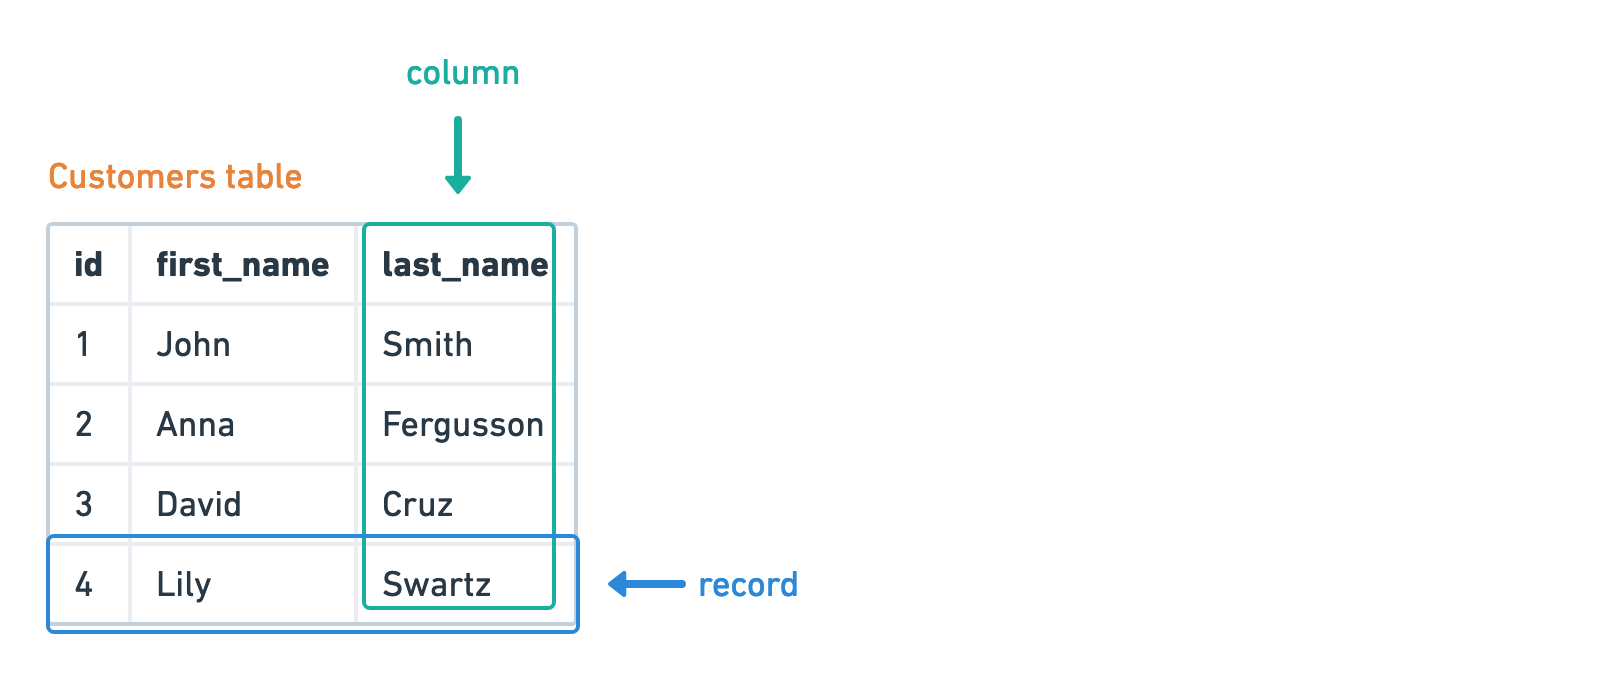 column
Customers table
id first_name last_name
1 John Smith
2 Anna Fergusson
3 David Cruz
4 Lily Swartz
record